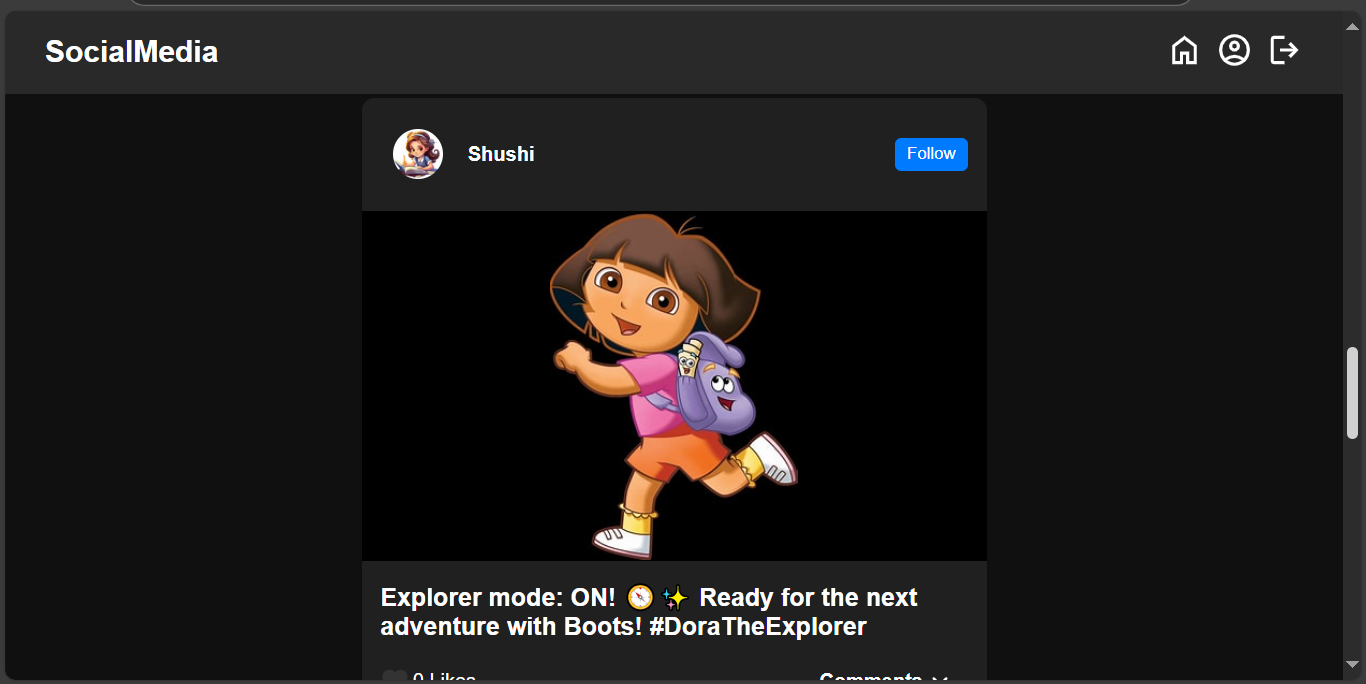 SocialMedia
Shushi
Follow
Explorer mode: ON! 🧭 ✨ Ready for the next
adventure with Boots! #DoraTheExplorer
0 Likes
Comments